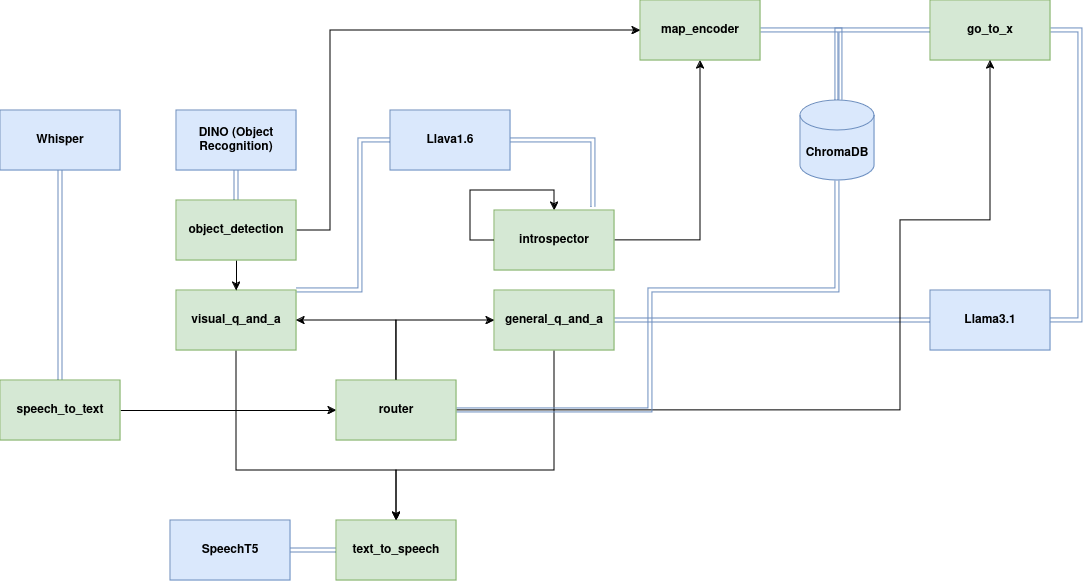 map_encoder
go_to_x
Whisper
DINO (Object
Recognition)
Llava1.6
ChromaDB
object_detection
introspector
visual_q_and_a
general_q_and_a
Llama3.1
speech_to_text
router
SpeechT5
text_to_speech